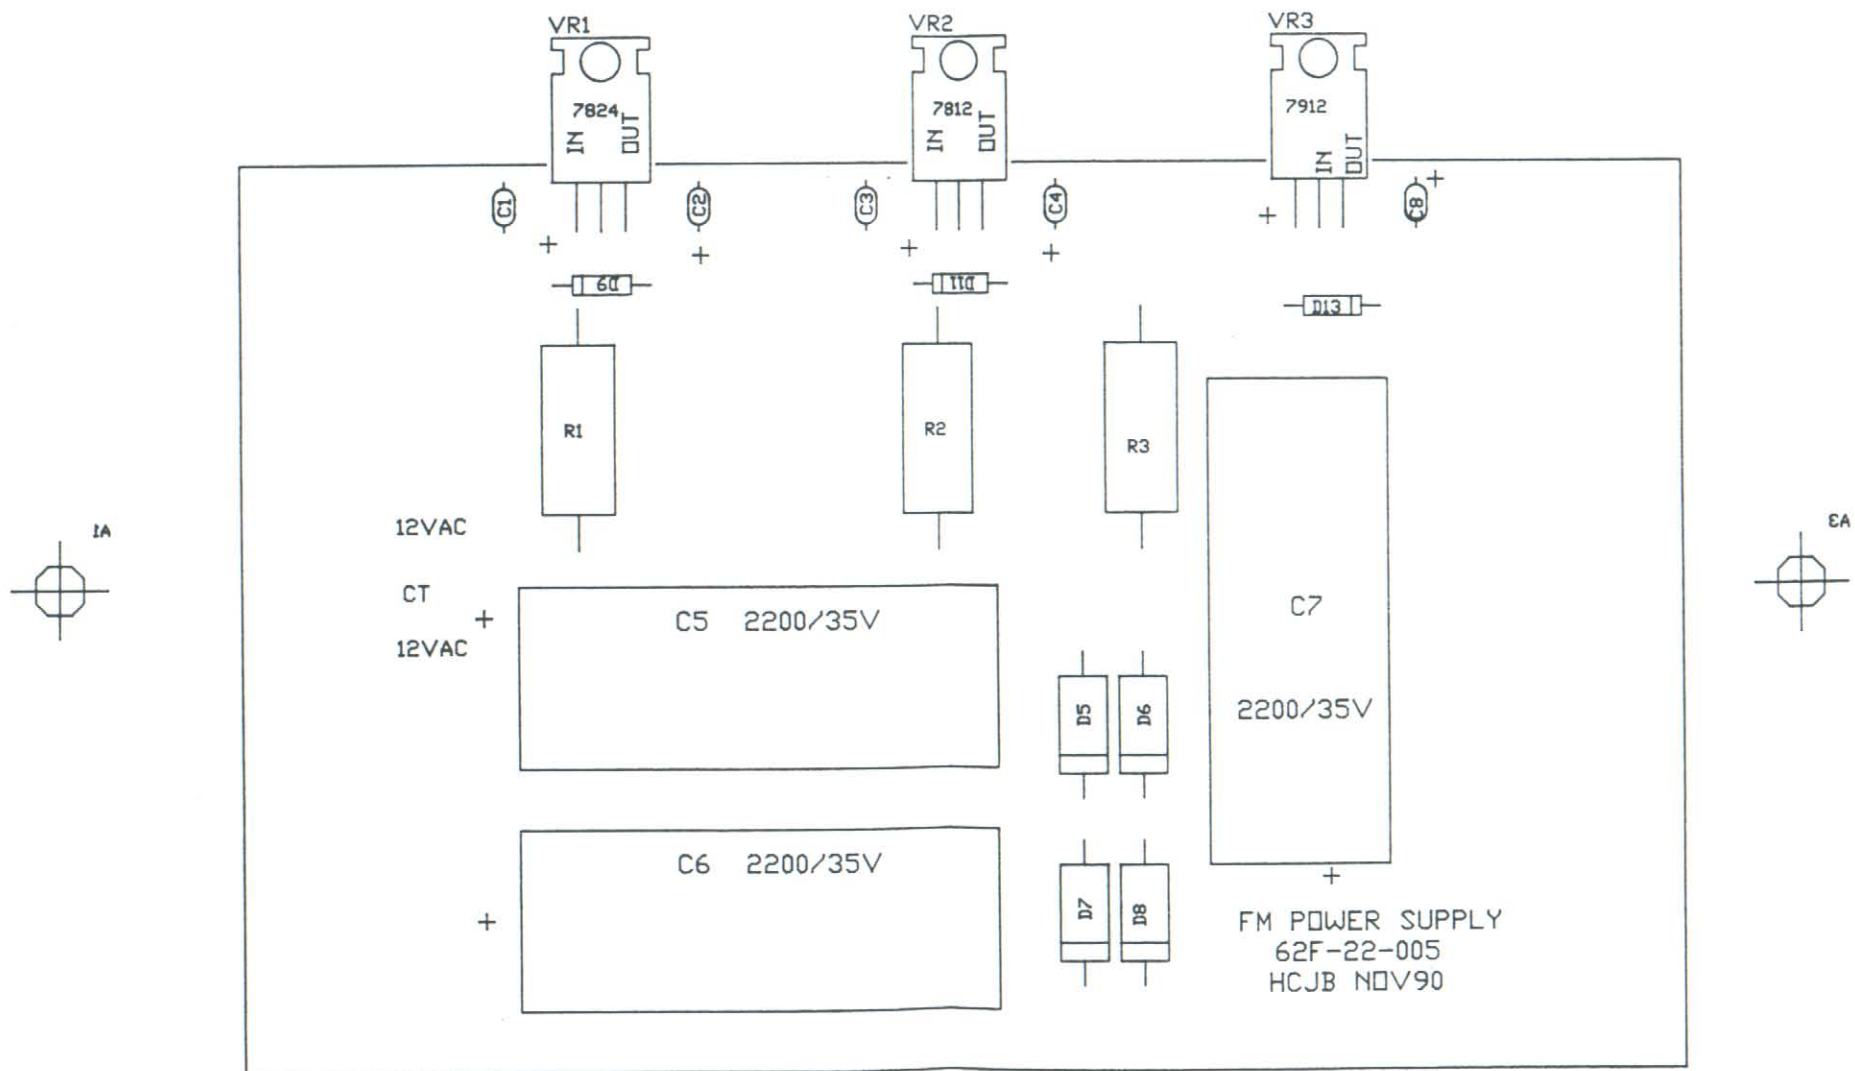 VR1
VR2
VR3
7824
7812
7912
IN
OUT
IN
OUT
IN
OUT
C1
C2
C3
C4
C8
D9
D11
D13
R1
R2
R3
12VAC
CT
12VAC
A1
A3
C5 2200/35V
C7
2200/35V
D5
D6
C6 2200/35V
D7
D8
FM POWER SUPPLY
62F-22-005
HCJB NOV90